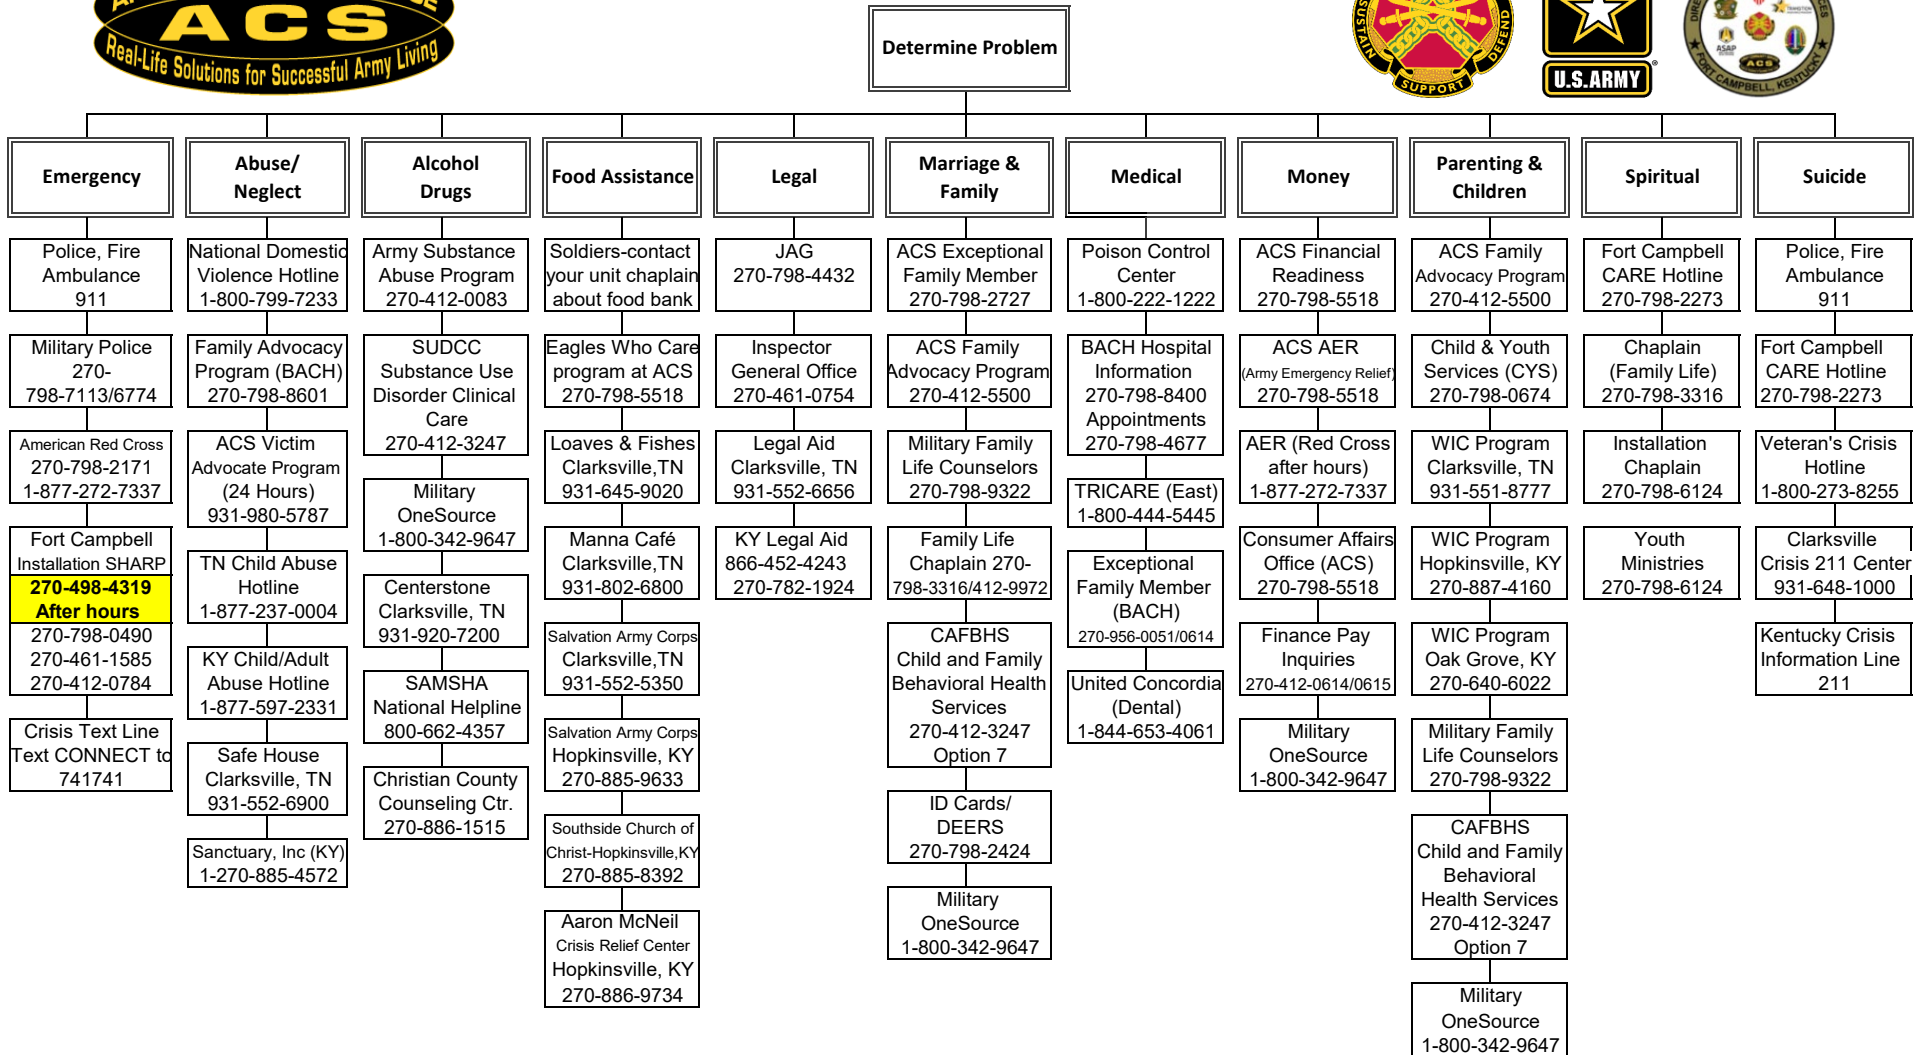 ACS
Real-Life Solutions for Successful Army Living
Determine Problem
SUSTAIN
SUPPORT
DEFEND
U.S.ARMY
ASAP
ACS
FORT CAMPBELL, KENTUCKY
Emergency
Police, Fire
Ambulance
911
Military Police
270-
798-7113/6774
American Red Cross
270-798-2171
1-877-272-7337
Fort Campbell
Installation SHARP
270-498-4319
After hours
270-798-0490
270-461-1585
270-412-0784
Crisis Text Line
Text CONNECT to
741741
Abuse/
Neglect
National Domestic
Violence Hotline
1-800-799-7233
Family Advocacy
Program (BACH)
270-798-8601
ACS Victim
Advocate Program
(24 Hours)
931-980-5787
TN Child Abuse
Hotline
1-877-237-0004
KY Child/Adult
Abuse Hotline
1-877-597-2331
Safe House
Clarksville, TN
931-552-6900
Sanctuary, Inc (KY)
1-270-885-4572
Alcohol
Drugs
Army Substance
Abuse Program
270-412-0083
SUDCC
Substance Use
Disorder Clinical
Care
270-412-3247
Military
OneSource
1-800-342-9647
Centerstone
Clarksville, TN
931-920-7200
SAMSHA
National Helpline
800-662-4357
Christian County
Counseling Ctr.
270-886-1515
Food Assistance
Soldiers-contact
your unit chaplain
about food bank
Eagles Who Care
program at ACS
270-798-5518
Loaves & Fishes
Clarksville,TN
931-645-9020
Manna Café
Clarksville,TN
931-802-6800
Salvation Army Corps
Clarksville,TN
931-552-5350
Salvation Army Corps
Hopkinsville, KY
270-885-9633
Southside Church of
Christ-Hopkinsville,KY
270-885-8392
Aaron McNeil
Crisis Relief Center
Hopkinsville, KY
270-886-9734
Legal
JAG
270-798-4432
Inspector
General Office
270-461-0754
Legal Aid
Clarksville, TN
931-552-6656
KY Legal Aid
866-452-4243
270-782-1924
Marriage &
Family
ACS Exceptional
Family Member
270-798-2727
ACS Family
Advocacy Program
270-412-5500
Military Family
Life Counselors
270-798-9322
Family Life
Chaplain 270-
798-3316/412-9972
CAFBHS
Child and Family
Behavioral Health
Services
270-412-3247
Option 7
ID Cards/
DEERS
270-798-2424
Military
OneSource
1-800-342-9647
Medical
Poison Control
Center
1-800-222-1222
BACH Hospital
Information
270-798-8400
Appointments
270-798-4677
TRICARE (East)
1-800-444-5445
Exceptional
Family Member
(BACH)
270-956-0051/0614
United Concordia
(Dental)
1-844-653-4061
Money
ACS Financial
Readiness
270-798-5518
ACS AER
(Army Emergency Relief)
270-798-5518
AER (Red Cross
after hours)
1-877-272-7337
Consumer Affairs
Office (ACS)
270-798-5518
Finance Pay
Inquiries
270-412-0614/0615
Military
OneSource
1-800-342-9647
Parenting &
Children
ACS Family
Advocacy Program
270-412-5500
Child & Youth
Services (CYS)
270-798-0674
WIC Program
Clarksville, TN
931-551-8777
WIC Program
Hopkinsville, KY
270-887-4160
WIC Program
Oak Grove, KY
270-640-6022
Military Family
Life Counselors
270-798-9322
CAFBHS
Child and Family
Behavioral
Health Services
270-412-3247
Option 7
Military
OneSource
1-800-342-9647
Spiritual
Fort Campbell
CARE Hotline
270-798-2273
Chaplain
(Family Life)
270-798-3316
Installation
Chaplain
270-798-6124
Youth
Ministries
270-798-6124
Suicide
Police, Fire
Ambulance
911
Fort Campbell
CARE Hotline
270-798-2273
Veteran's Crisis
Hotline
1-800-273-8255
Clarksville
Crisis 211 Center
931-648-1000
Kentucky Crisis
Information Line
211